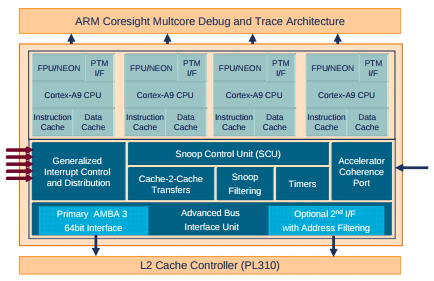 ARM Coresight Multcore Debug and Trace Architecture
FPU/NEON PTM I/F FPU/NEON PTM I/F FPU/NEON PTM I/F FPU/NEON PTM I/F
Cortex-A9 CPU Cortex-A9 CPU Cortex-A9 CPU Cortex-A9 CPU
Instruction Cache Data Cache Instruction Cache Data Cache Instruction Cache Data Cache Instruction Cache Data Cache
Generalized
Interrupt Control
and Distribution
Snoop Control Unit (SCU)
Cache-2-Cache
Transfers
Snoop
Filtering
Timers
Accelerator
Coherence
Port
Primary AMBA 3
64bit Interface
Advanced Bus
Interface Unit
Optional 2nd I/F
with Address Filtering
L2 Cache Controller (PL310)